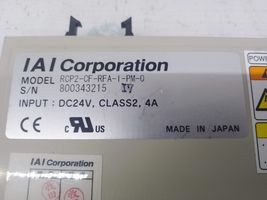 IAI Corporation
MODEL RCP2-CF-RFA-I-PM-0
S/N 800343215 IV
INPUT : DC24V, CLASS2, 4A
CE c UR us MADE IN JAPAN
IAI Corporation